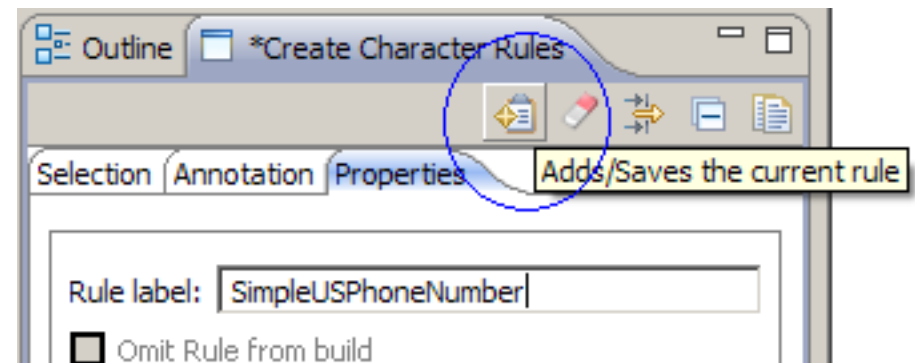 Outline *Create Character Rules
Selection Annotation Properties
Adds/Saves the current rule
Rule label: SimpleUSPhoneNumber
Omit Rule from build